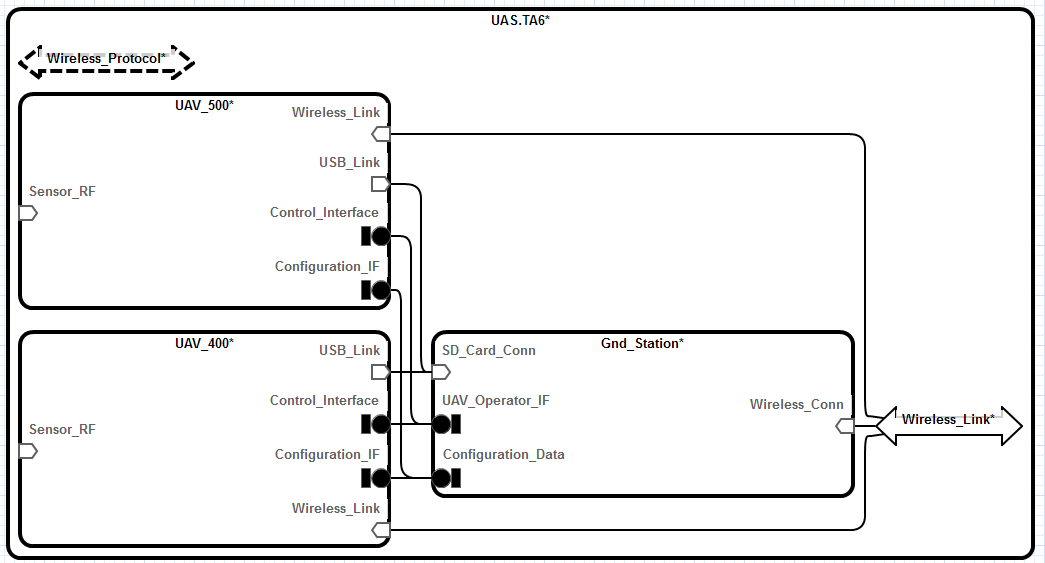 UAS.TA6*
Wireless_Protocol*
UAV_500*
Wireless_Link
USB_Link
Sensor_RF
Control_Interface
Configuration_IF
UAV_400*
USB_Link
Control_Interface
Sensor_RF
Configuration_IF
Wireless_Link
Gnd_Station*
SD_Card_Conn
UAV_Operator_IF
Wireless_Conn
Configuration_Data
Wireless_Link*